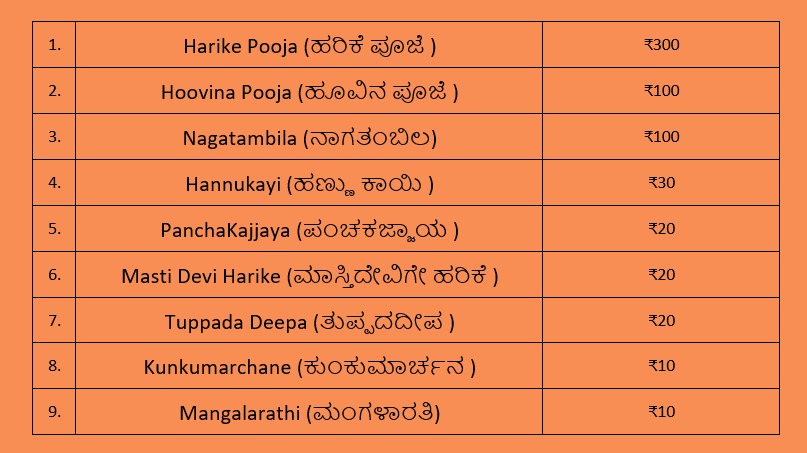 1. Harike Pooja (ಹರಿಕೆ ಪೂಜೆ ) ₹300
2. Hoovina Pooja (ಹೂವಿನ ಪೂಜೆ ) ₹100
3. Nagatambila (ನಾಗತಂಬಿಲ) ₹100
4. Hannukayi (ಹಣ್ಣು ಕಾಯಿ ) ₹30
5. PanchaKajjaya (ಪಂಚಕಜ್ಜಾಯ ) ₹20
6. Masti Devi Harike (ಮಾಸ್ತಿದೇವಿಗೇ ಹರಿಕೆ ) ₹20
7. Tuppada Deepa (ತುಪ್ಪದದೀಪ ) ₹20
8. Kunkumarchane (ಕುಂಕುಮಾರ್ಚನ ) ₹10
9. Mangalarathi (ಮಂಗಳಾರತಿ) ₹10